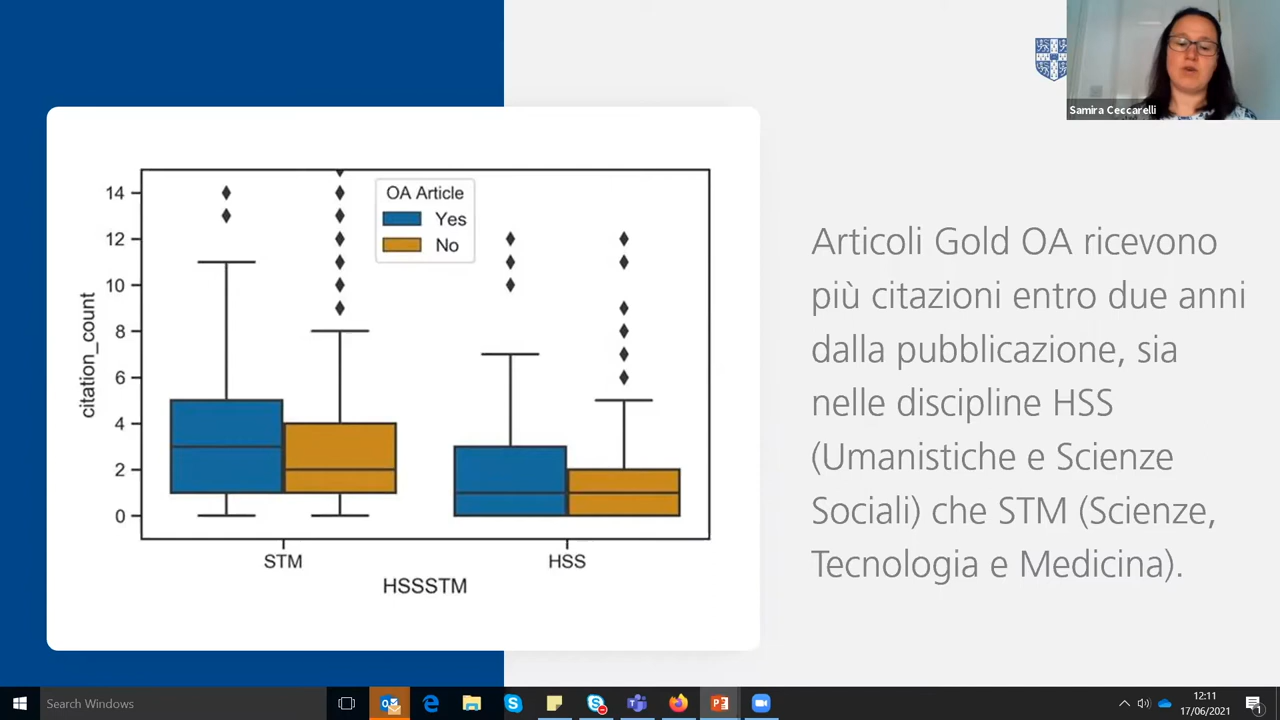 Samira Ceccarelli
OA Article
Yes
No
14
12
10
8
6
4
2
0
citation_count
STM
HSS
HSSSTM
Articoli Gold OA ricevono
più citazioni entro due anni
dalla pubblicazione, sia
nelle discipline HSS
(Umanistiche e Scienze
Sociali) che STM (Scienze,
Tecnologia e Medicina).
Search Windows
12:11
17/06/2021